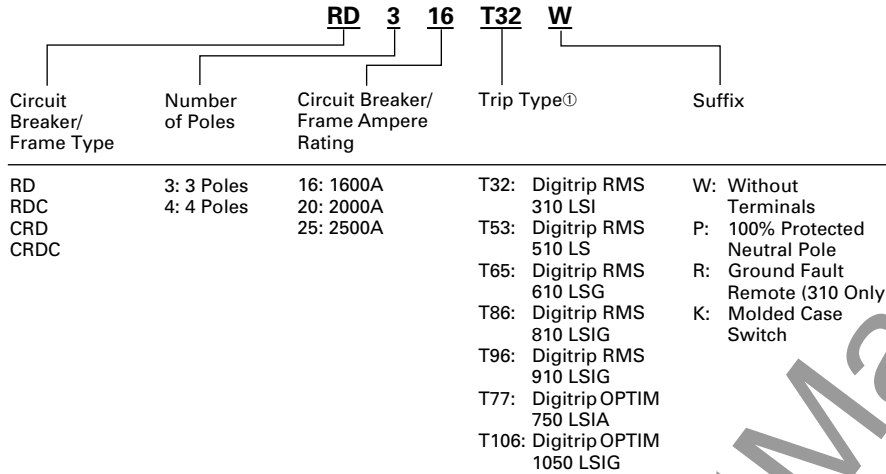 RD 3 16 T32 W
Circuit Breaker/ Frame Type
Number of Poles
Circuit Breaker/ Frame Ampere Rating
Trip Type①
Suffix
RD
RDC
CRD
CRDC
3: 3 Poles
4: 4 Poles
16: 1600A
20: 2000A
25: 2500A
T32: Digitrip RMS
310 LSI
T53: Digitrip RMS
510 LS
T65: Digitrip RMS
610 LSG
T86: Digitrip RMS
810 LSIG
T96: Digitrip RMS
910 LSIG
T77: Digitrip OPTIM
750 LSIA
T106: Digitrip OPTIM
1050 LSIG
W: Without
Terminals
P: 100% Protected
Neutral Pole
R: Ground Fault
Remote (310 Only
K: Molded Case
Switch